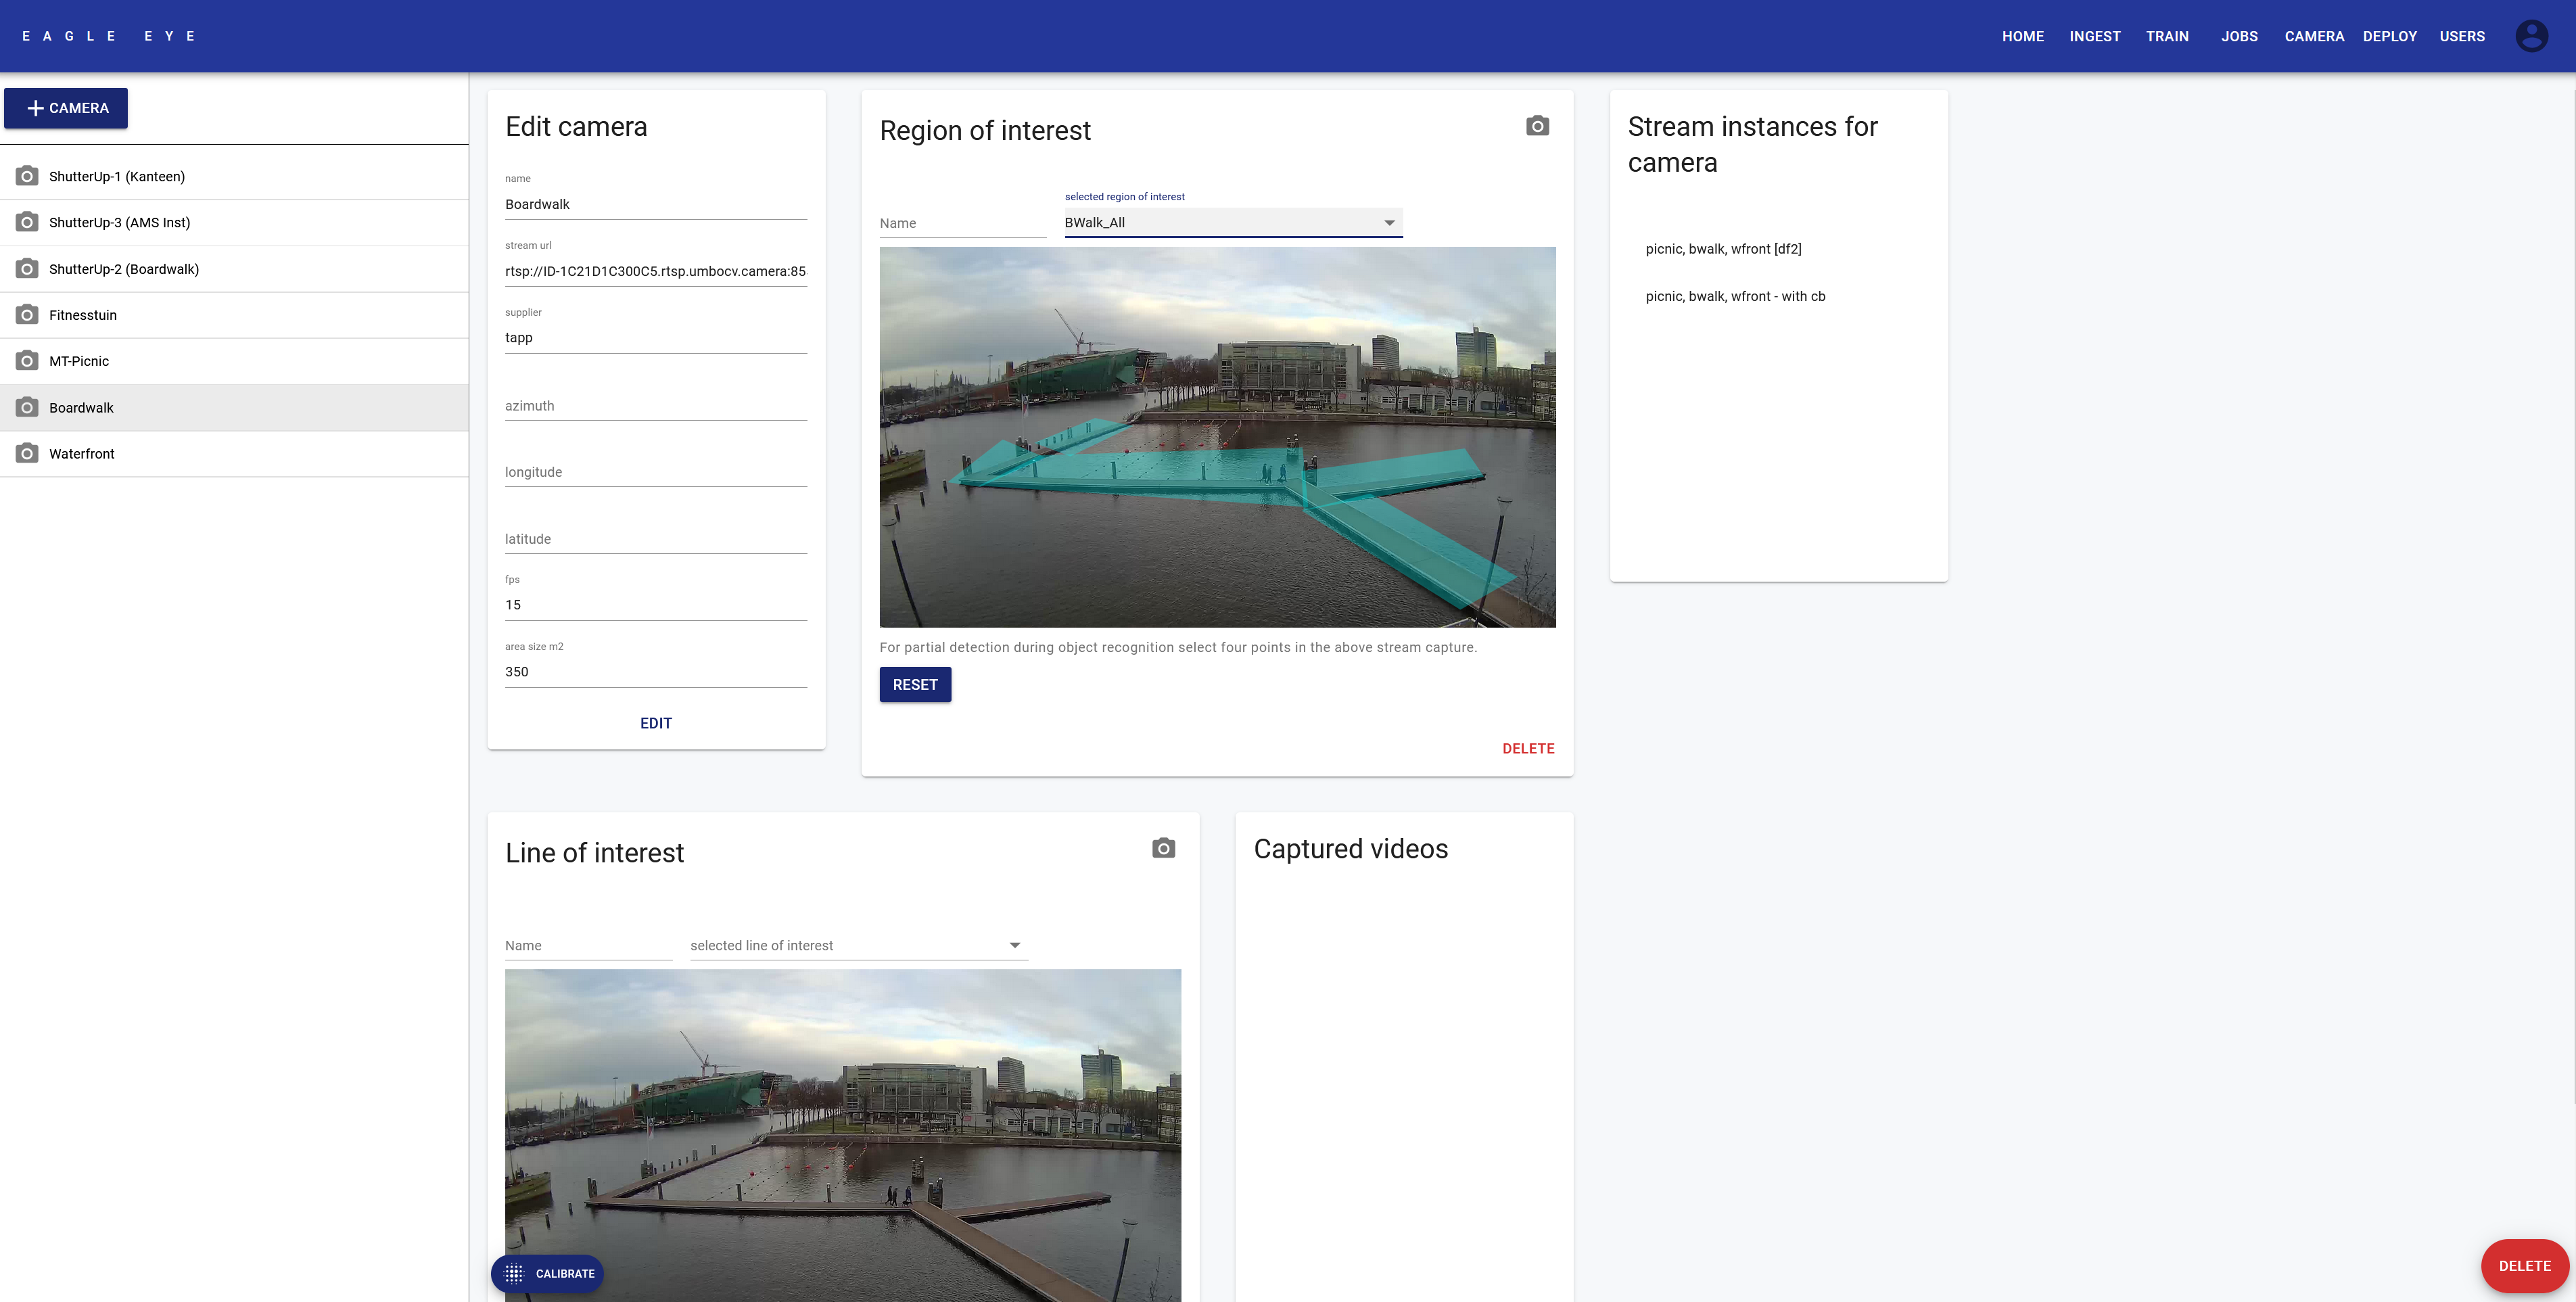 EAGLE EYE
HOME INGEST TRAIN JOBS CAMERA DEPLOY USERS
CAMERA
ShutterUp-1 (Kanteen)
ShutterUp-3 (AMS Inst)
ShutterUp-2 (Boardwalk)
Fitnesstuin
MT-Picnic
Boardwalk
Waterfront
Edit camera
name
Boardwalk
stream url
rtsp://ID-1C21D1C300C5.rtsp.umbocv.camera:85
supplier
tapp
azimuth
longitude
latitude
fps
15
area size m2
350
EDIT
Region of interest
Name
selected region of interest
BWalk_All
For partial detection during object recognition select four points in the above stream capture.
RESET
DELETE
Stream instances for
camera
picnic, bwalk, wfront [df2]
picnic, bwalk, wfront - with cb
Line of interest
Name
selected line of interest
CALIBRATE
Captured videos
DELETE